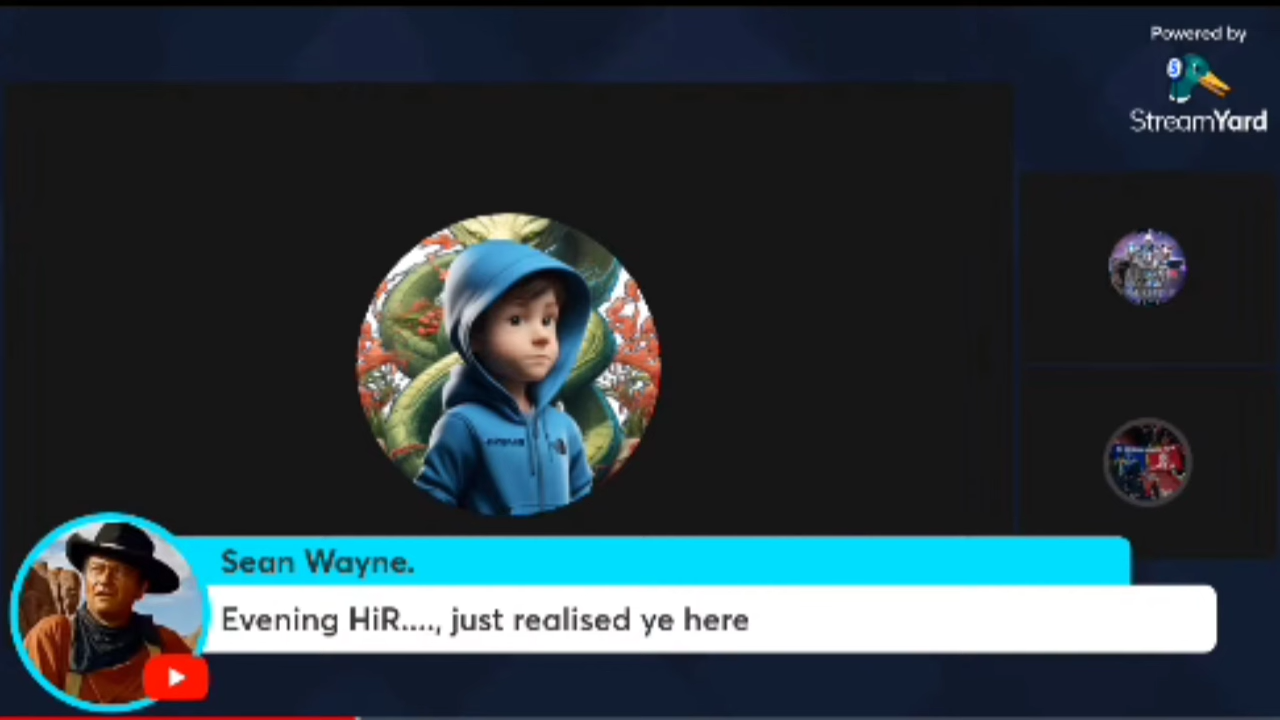 Powered by
StreamYard
Sean Wayne.
Evening HiR...., just realised ye here